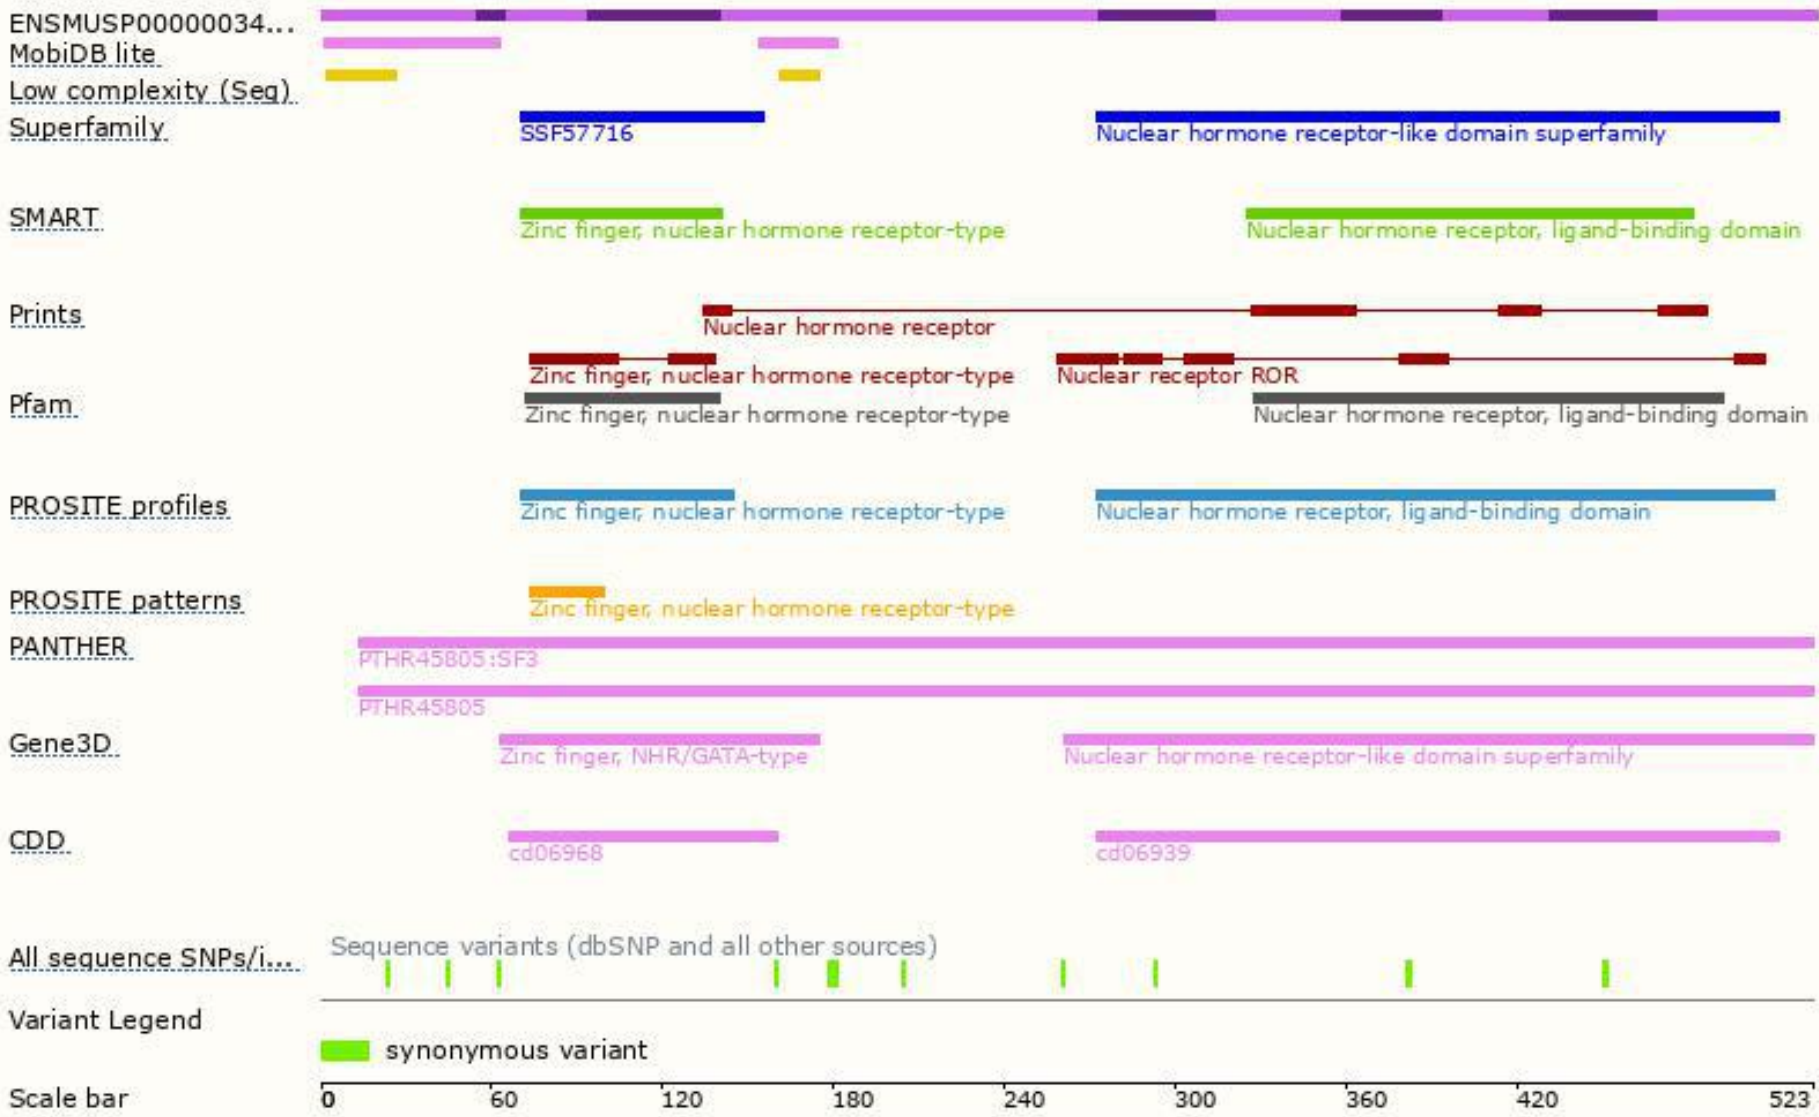 ENSMUSP00000034...
MobiDB lite
Low complexity (Seg)
Superfamily
SSF57716 Nuclear hormone receptor-like domain superfamily
SMART
Zinc finger, nuclear hormone receptor-type Nuclear hormone receptor, ligand-binding domain
Prints
Nuclear hormone receptor
Zinc finger, nuclear hormone receptor-type Nuclear receptor ROR
Pfam
Zinc finger, nuclear hormone receptor-type Nuclear hormone receptor, ligand-binding domain
PROSITE profiles
Zinc finger, nuclear hormone receptor-type Nuclear hormone receptor, ligand-binding domain
PROSITE patterns
Zinc finger, nuclear hormone receptor-type
PANTHER
PTHR45805:SF3
PTHR45805
Gene3D
Zinc finger, NHR/GATA-type Nuclear hormone receptor-like domain superfamily
CDD
cd06968 cd06939
Sequence variants (dbSNP and all other sources)
All sequence SNPs/i...
Variant Legend
synonymous variant
Scale bar 0 60 120 180 240 300 360 420 523